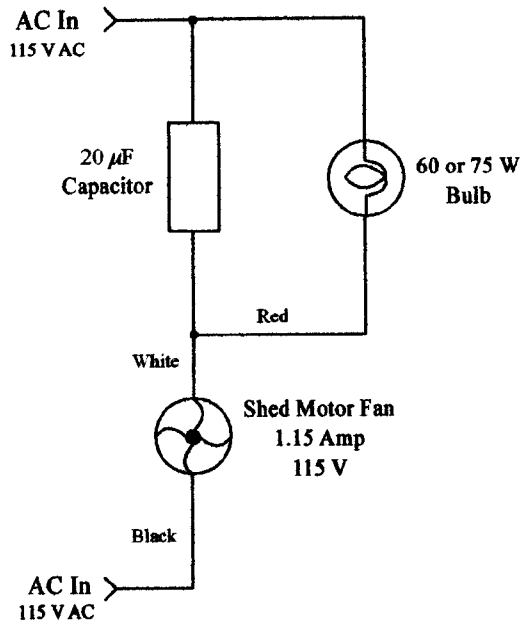 AC In
115 V AC
20 μF
Capacitor
60 or 75 W
Bulb
Red
White
Shed Motor Fan
1.15 Amp
115 V
Black
AC In
115 V AC